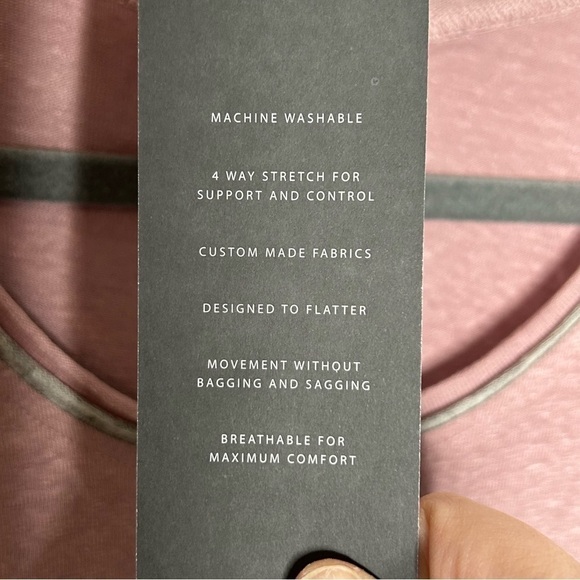 MACHINE WASHABLE
4 WAY STRETCH FOR
SUPPORT AND CONTROL
CUSTOM MADE FABRICS
DESIGNED TO FLATTER
MOVEMENT WITHOUT
BAGGING AND SAGGING
BREATHABLE FOR
MAXIMUM COMFORT